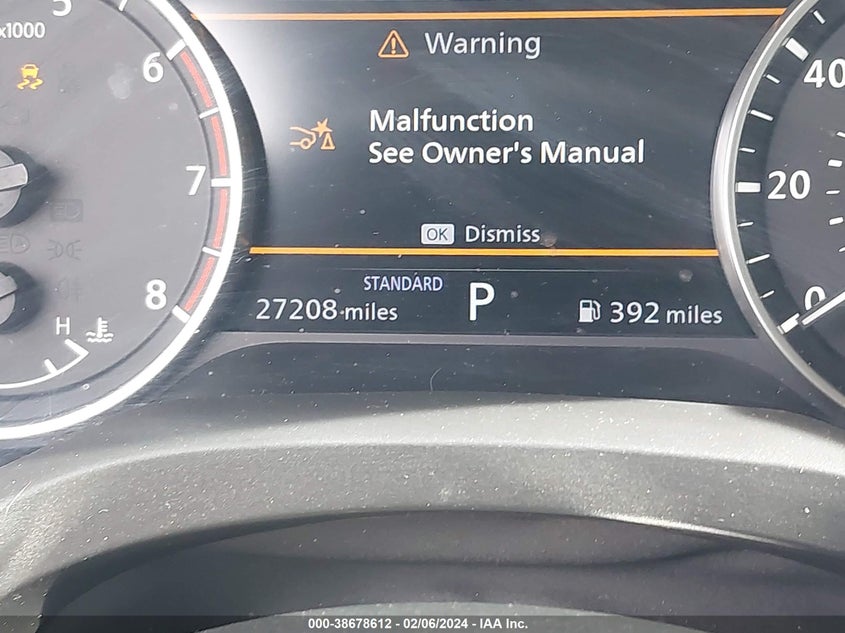 5
7
x1000
6
7
8
H
Warning
Malfunction
See Owner's Manual
OK Dismiss
STANDARD
27208 miles
P
392 miles
40
20
0
000-38678612 - 02/06/2024 - IAA Inc.